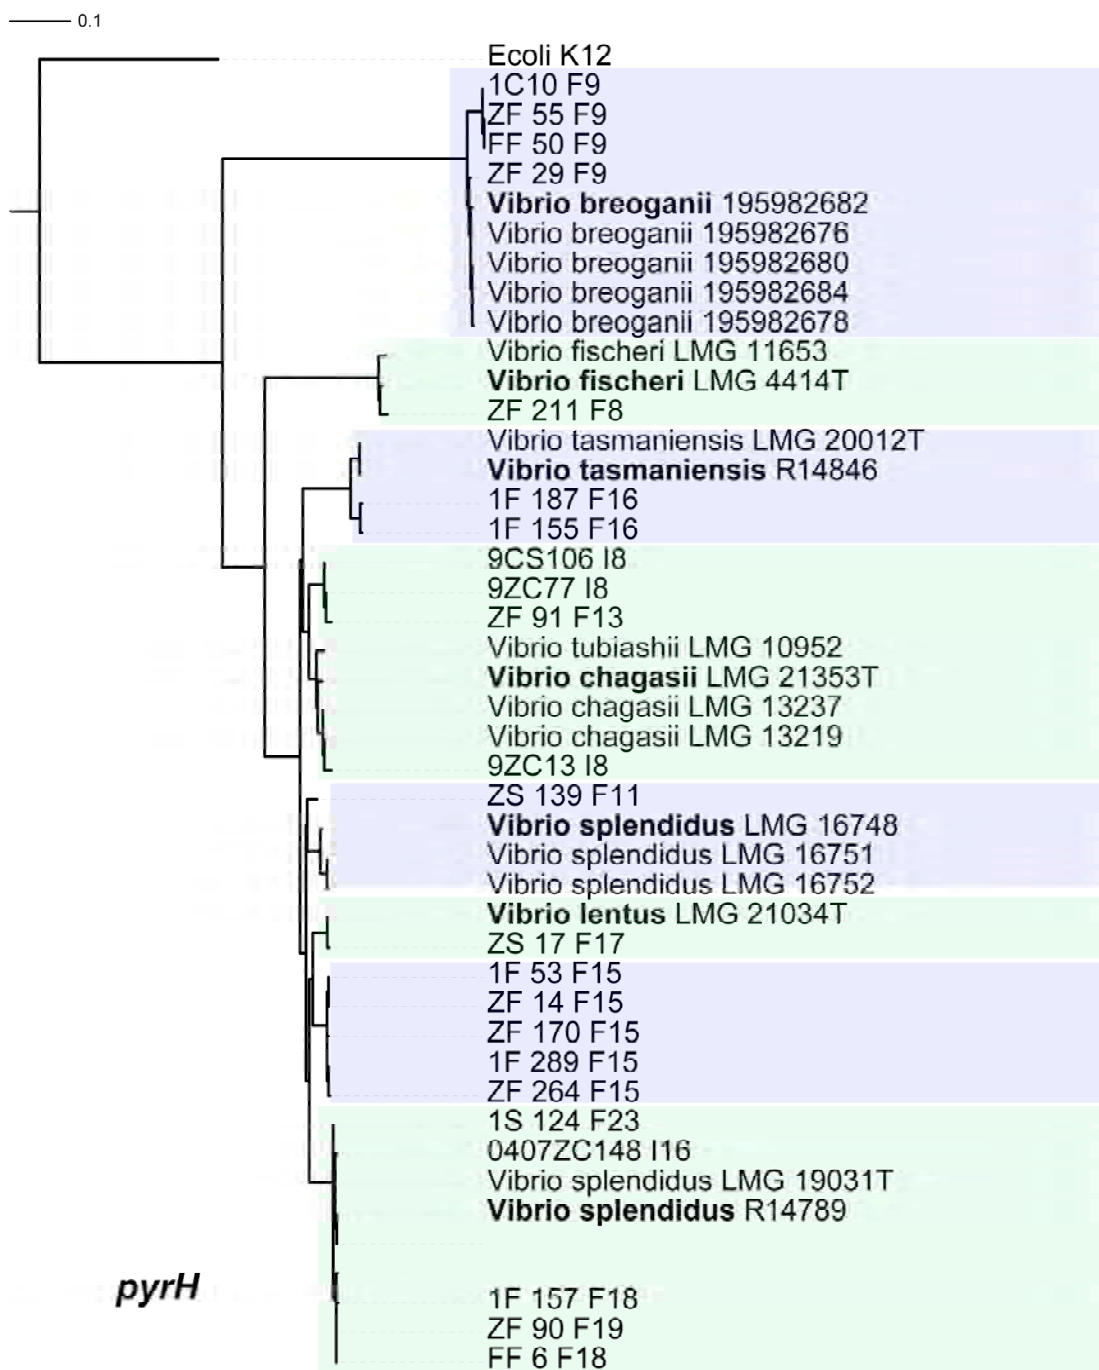 0.1
Ecoli K12
1C10 F9
ZF 55 F9
FF 50 F9
ZF 29 F9
Vibrio breoganii 195982682
Vibrio breoganii 195982676
Vibrio breoganii 195982680
Vibrio breoganii 195982684
Vibrio breoganii 195982678
Vibrio fischeri LMG 11653
Vibrio fischeri LMG 4414T
ZF 211 F8
Vibrio tasmaniensis LMG 20012T
Vibrio tasmaniensis R14846
1F 187 F16
1F 155 F16
9CS106 I8
9ZC77 I8
ZF 91 F13
Vibrio tubiashii LMG 10952
Vibrio chagasii LMG 21353T
Vibrio chagasii LMG 13237
Vibrio chagasii LMG 13219
9ZC13 I8
ZS 139 F11
Vibrio splendidus LMG 16748
Vibrio splendidus LMG 16751
Vibrio splendidus LMG 16752
Vibrio lentus LMG 21034T
ZS 17 F17
1F 53 F15
ZF 14 F15
ZF 170 F15
1F 289 F15
ZF 264 F15
1S 124 F23
0407ZC148 I16
Vibrio splendidus LMG 19031T
Vibrio splendidus R14789
pyrH
1F 157 F18
ZF 90 F19
FF 6 F18